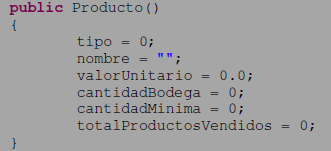 public Producto()
{
tipo = 0;
nombre = "";
valorUnitario = 0.0;
cantidadBodega = 0;
cantidadMinima = 0;
totalProductosVendidos = 0;
}